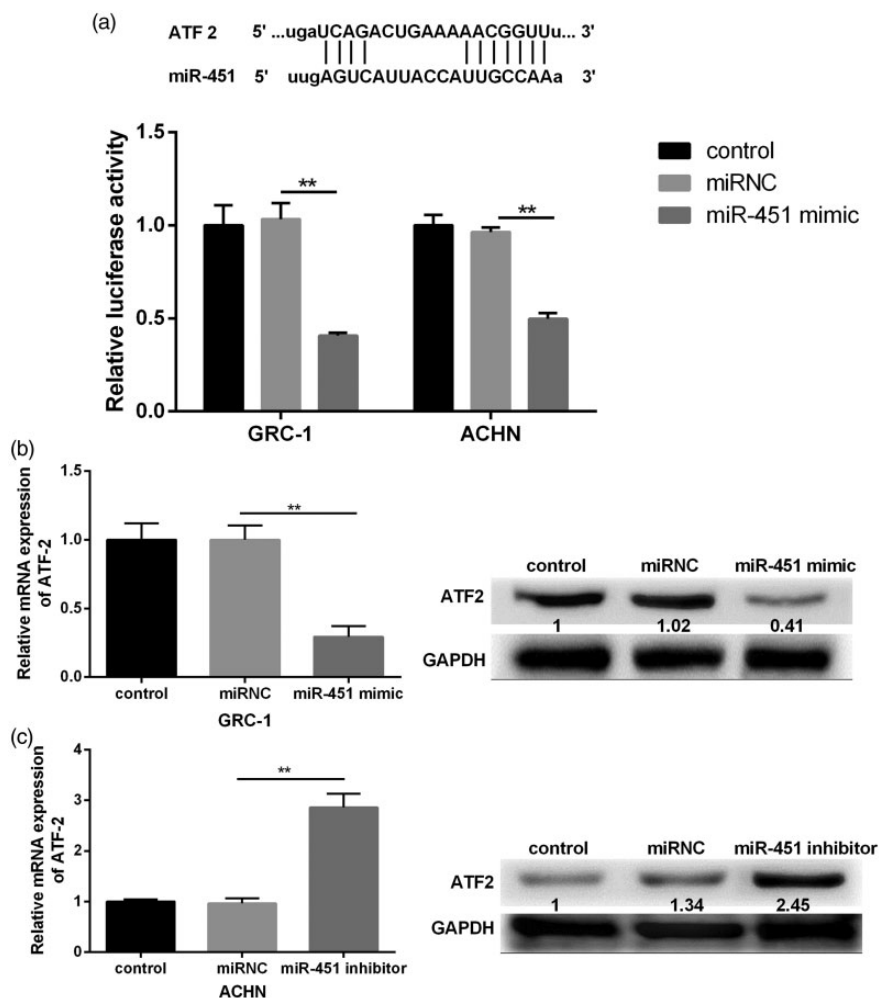 (a)
ATF 2 5' ...ugaUCAGACUGAAAAACGGUUu... 3'
miR-451 5' uugAGUCAUUACCAUUGCCAAa 3'
Relative luciferase activity
1.5
1.0
0.5
0.0
** **
GRC-1 ACHN
control
miRNC
miR-451 mimic
(b)
Relative mRNA expression
of ATF-2
1.5
1.0
0.5
0.0
**
control miRNC miR-451 mimic
GRC-1
control miRNC miR-451 mimic
ATF2
1 1.02 0.41
GAPDH
(c)
Relative mRNA expression
of ATF-2
4
3
2
1
0
**
control miRNC miR-451 inhibitor
ACHN
control miRNC miR-451 inhibitor
ATF2
1 1.34 2.45
GAPDH